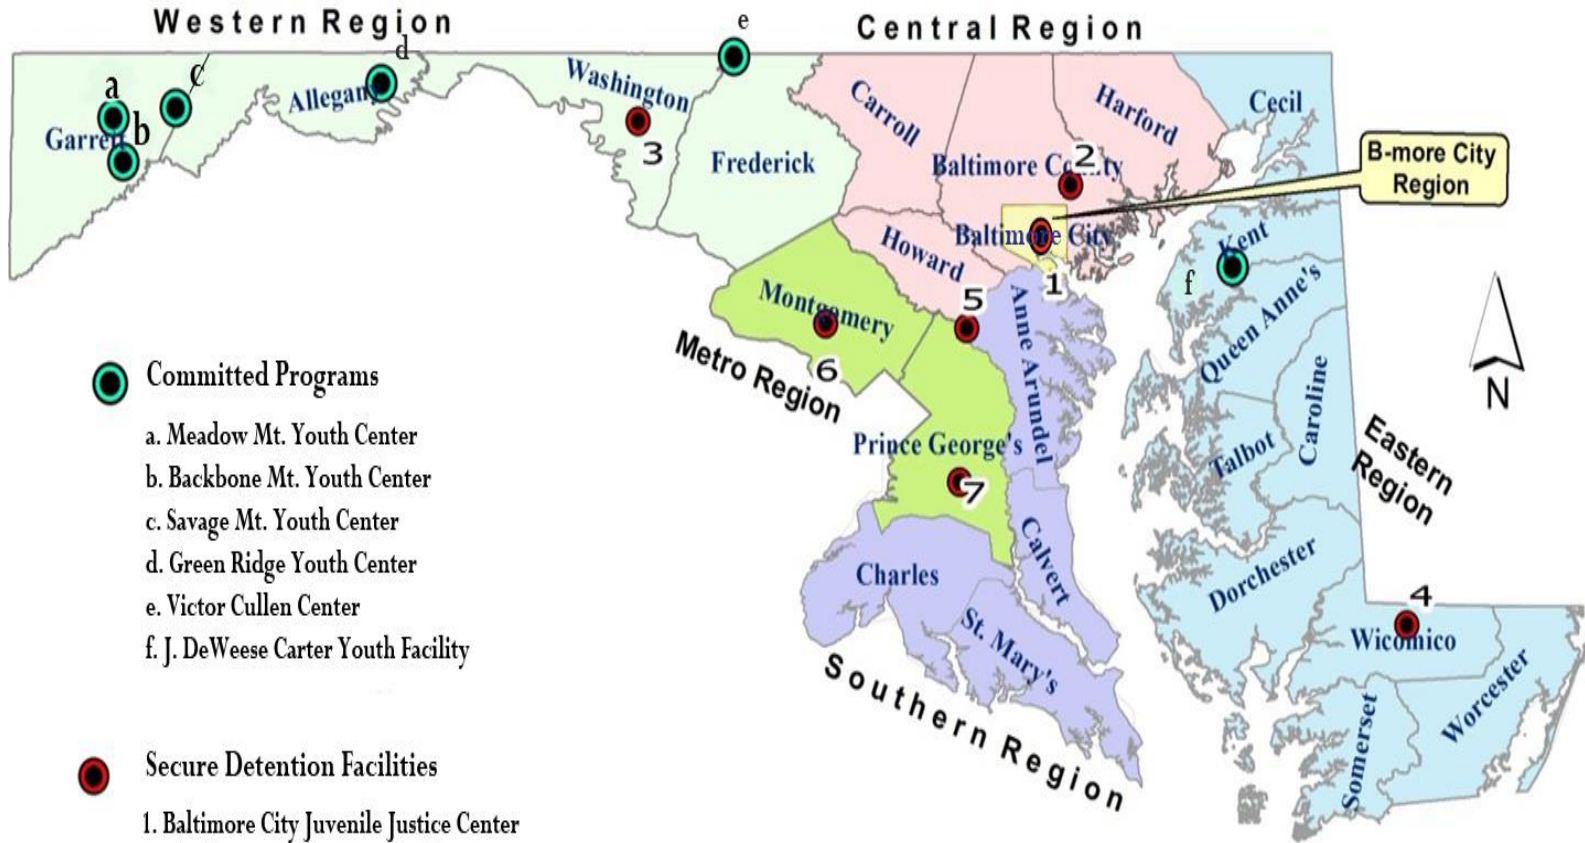 Western Region
Central Region
e
d
c
a
b
Garrett
Allegany
Washington
3
Frederick
Carroll
Harford
Cecil
Baltimore County
2
B-more City
Region
Baltimore City
1
Howard
Kent
f
Queen Anne's
Montgomery
6
5
Anne Arundel
Metro Region
N
Caroline
Talbot
Eastern
Region
Prince George's
7
Calvert
Charles
St. Mary's
Dorchester
4
Wicomico
Worcester
Somerset
Southern Region
Committed Programs
a. Meadow Mt. Youth Center
b. Backbone Mt. Youth Center
c. Savage Mt. Youth Center
d. Green Ridge Youth Center
e. Victor Cullen Center
f. J. DeWeese Carter Youth Facility
Secure Detention Facilities
1. Baltimore City Juvenile Justice Center